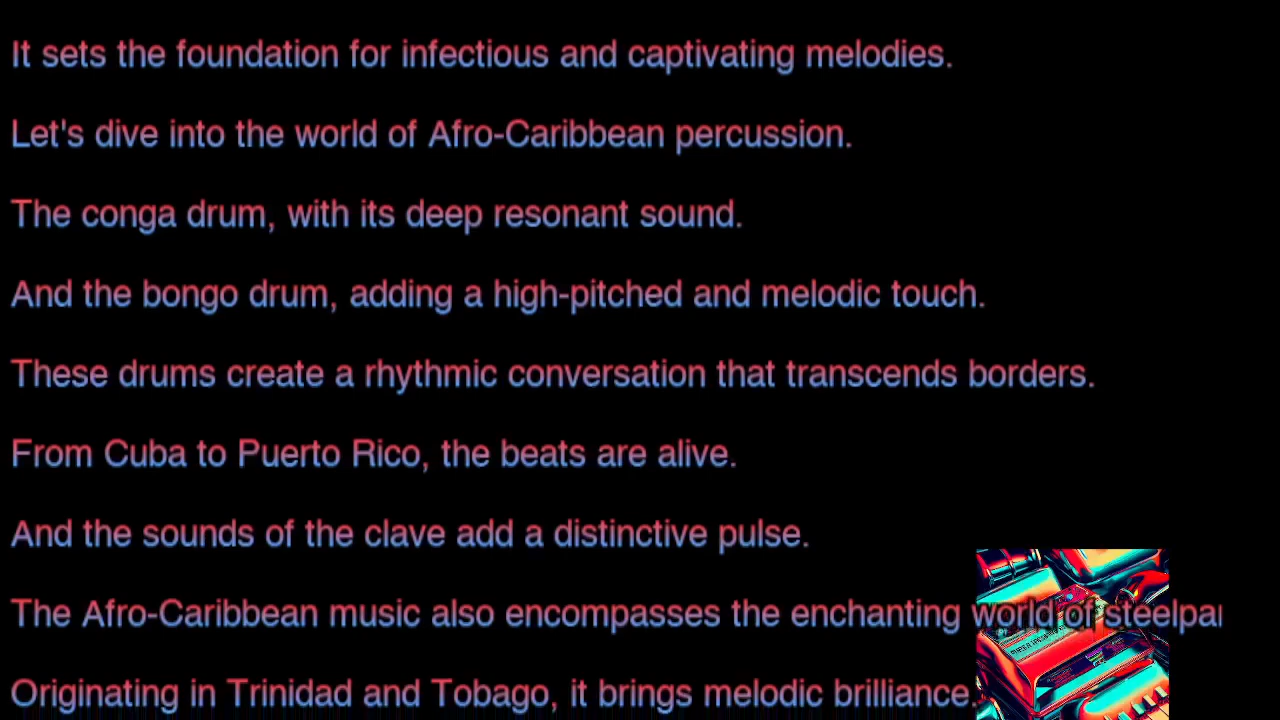 It sets the foundation for infectious and captivating melodies.
Let's dive into the world of Afro-Caribbean percussion.
The conga drum, with its deep resonant sound.
And the bongo drum, adding a high-pitched and melodic touch.
These drums create a rhythmic conversation that transcends borders.
From Cuba to Puerto Rico, the beats are alive.
And the sounds of the clave add a distinctive pulse.
The Afro-Caribbean music also encompasses the enchanting world of
Originating in Trinidad and Tobago, it brings melodic brilliance.